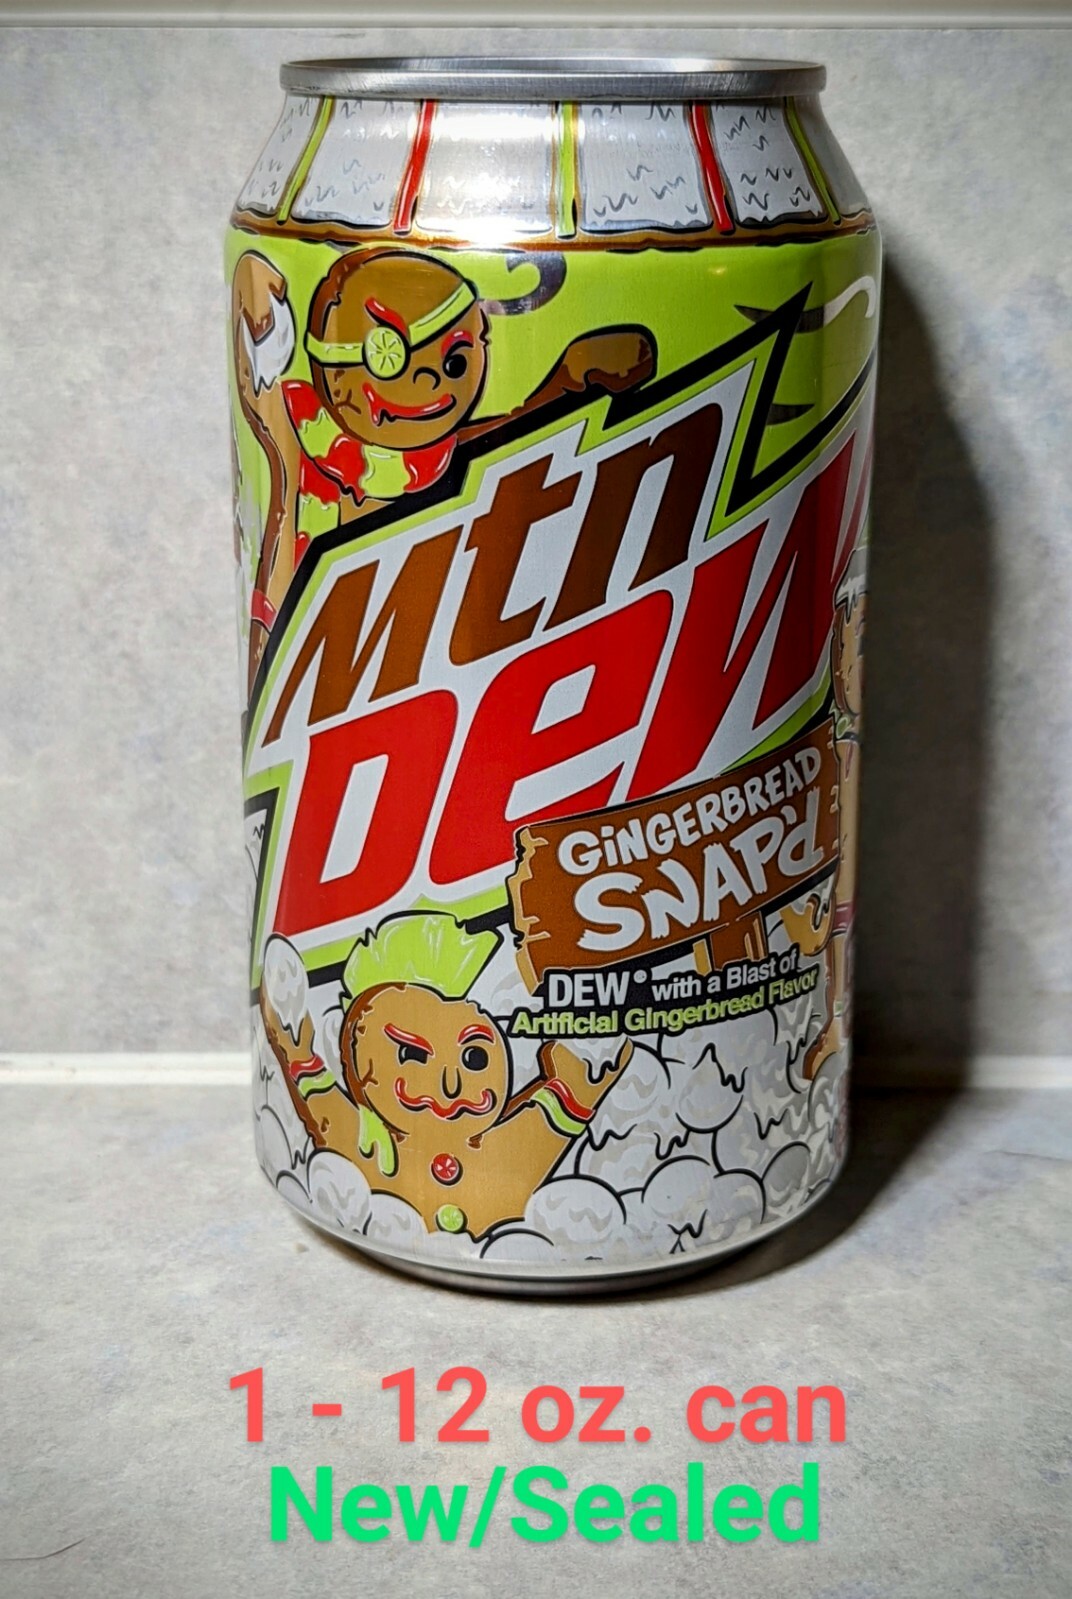 Mtn
Dew
GiNGERBREAD
SNAP'd
DEW® with a Blast of
Artificial Gingerbread Flavor
1 - 12 oz. can
New/Sealed